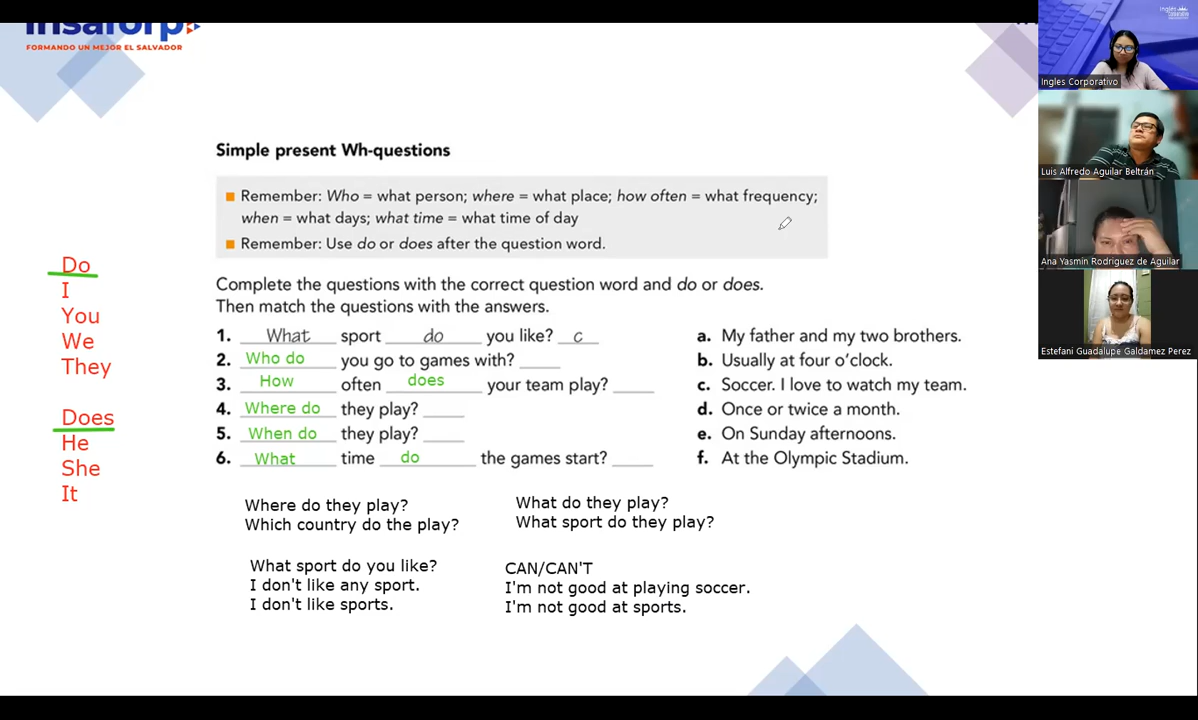 FORMANDO UN MEJOR EL SALVADOR
Simple present Wh-questions
Remember: Who = what person; where = what place; how often = what frequency;
when = what days; what time = what time of day
Remember: Use do or does after the question word.
Complete the questions with the correct question word and do or does.
Then match the questions with the answers.
1. What sport do you like? c
2. Who do you go to games with? ____
3. How often does your team play? ____
4. Where do they play? ____
5. When do they play? ____
6. What time do the games start? ____
a. My father and my two brothers.
b. Usually at four o'clock.
c. Soccer. I love to watch my team.
d. Once or twice a month.
e. On Sunday afternoons.
f. At the Olympic Stadium.
Do
I
You
We
They
Does
He
She
It
Where do they play?
Which country do the play?
What do they play?
What sport do they play?
What sport do you like?
I don't like any sport.
I don't like sports.
CAN/CAN'T
I'm not good at playing soccer.
I'm not good at sports.
Ingles Corporativo
Luis Alfredo Aguilar Beltrán
Ana Yasmin Rodriguez de Aguilar
Estefani Guadalupe Galdamez Perez